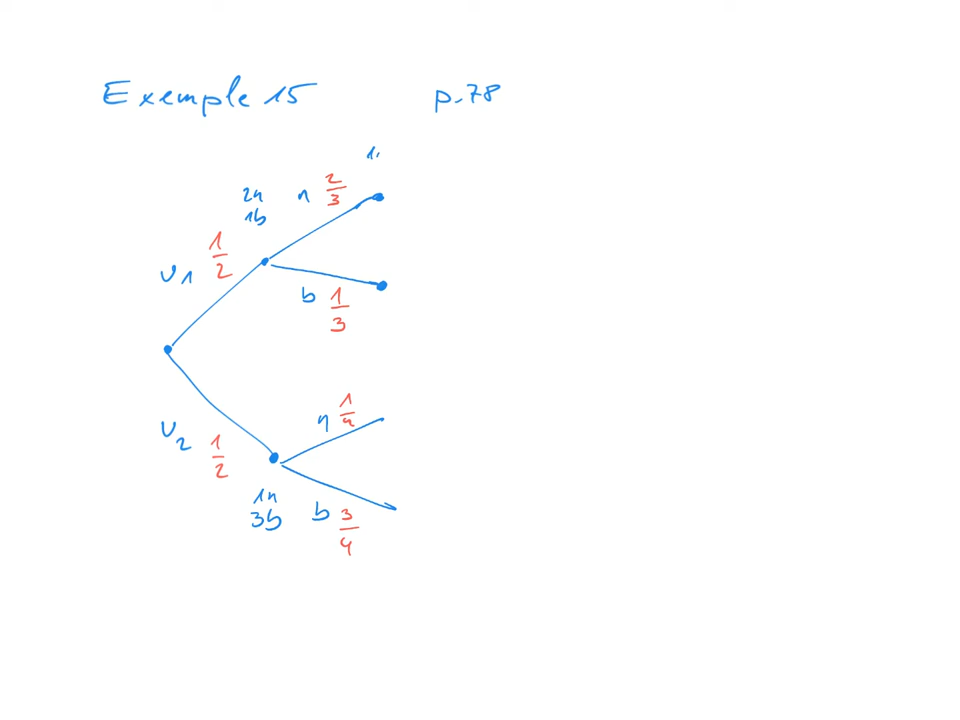 Exemple 15 p.78
1.
2n n 2/3
1b
U1 1/2
b 1/3
n 1/4
U2 1/2
1n
3b b 3/4